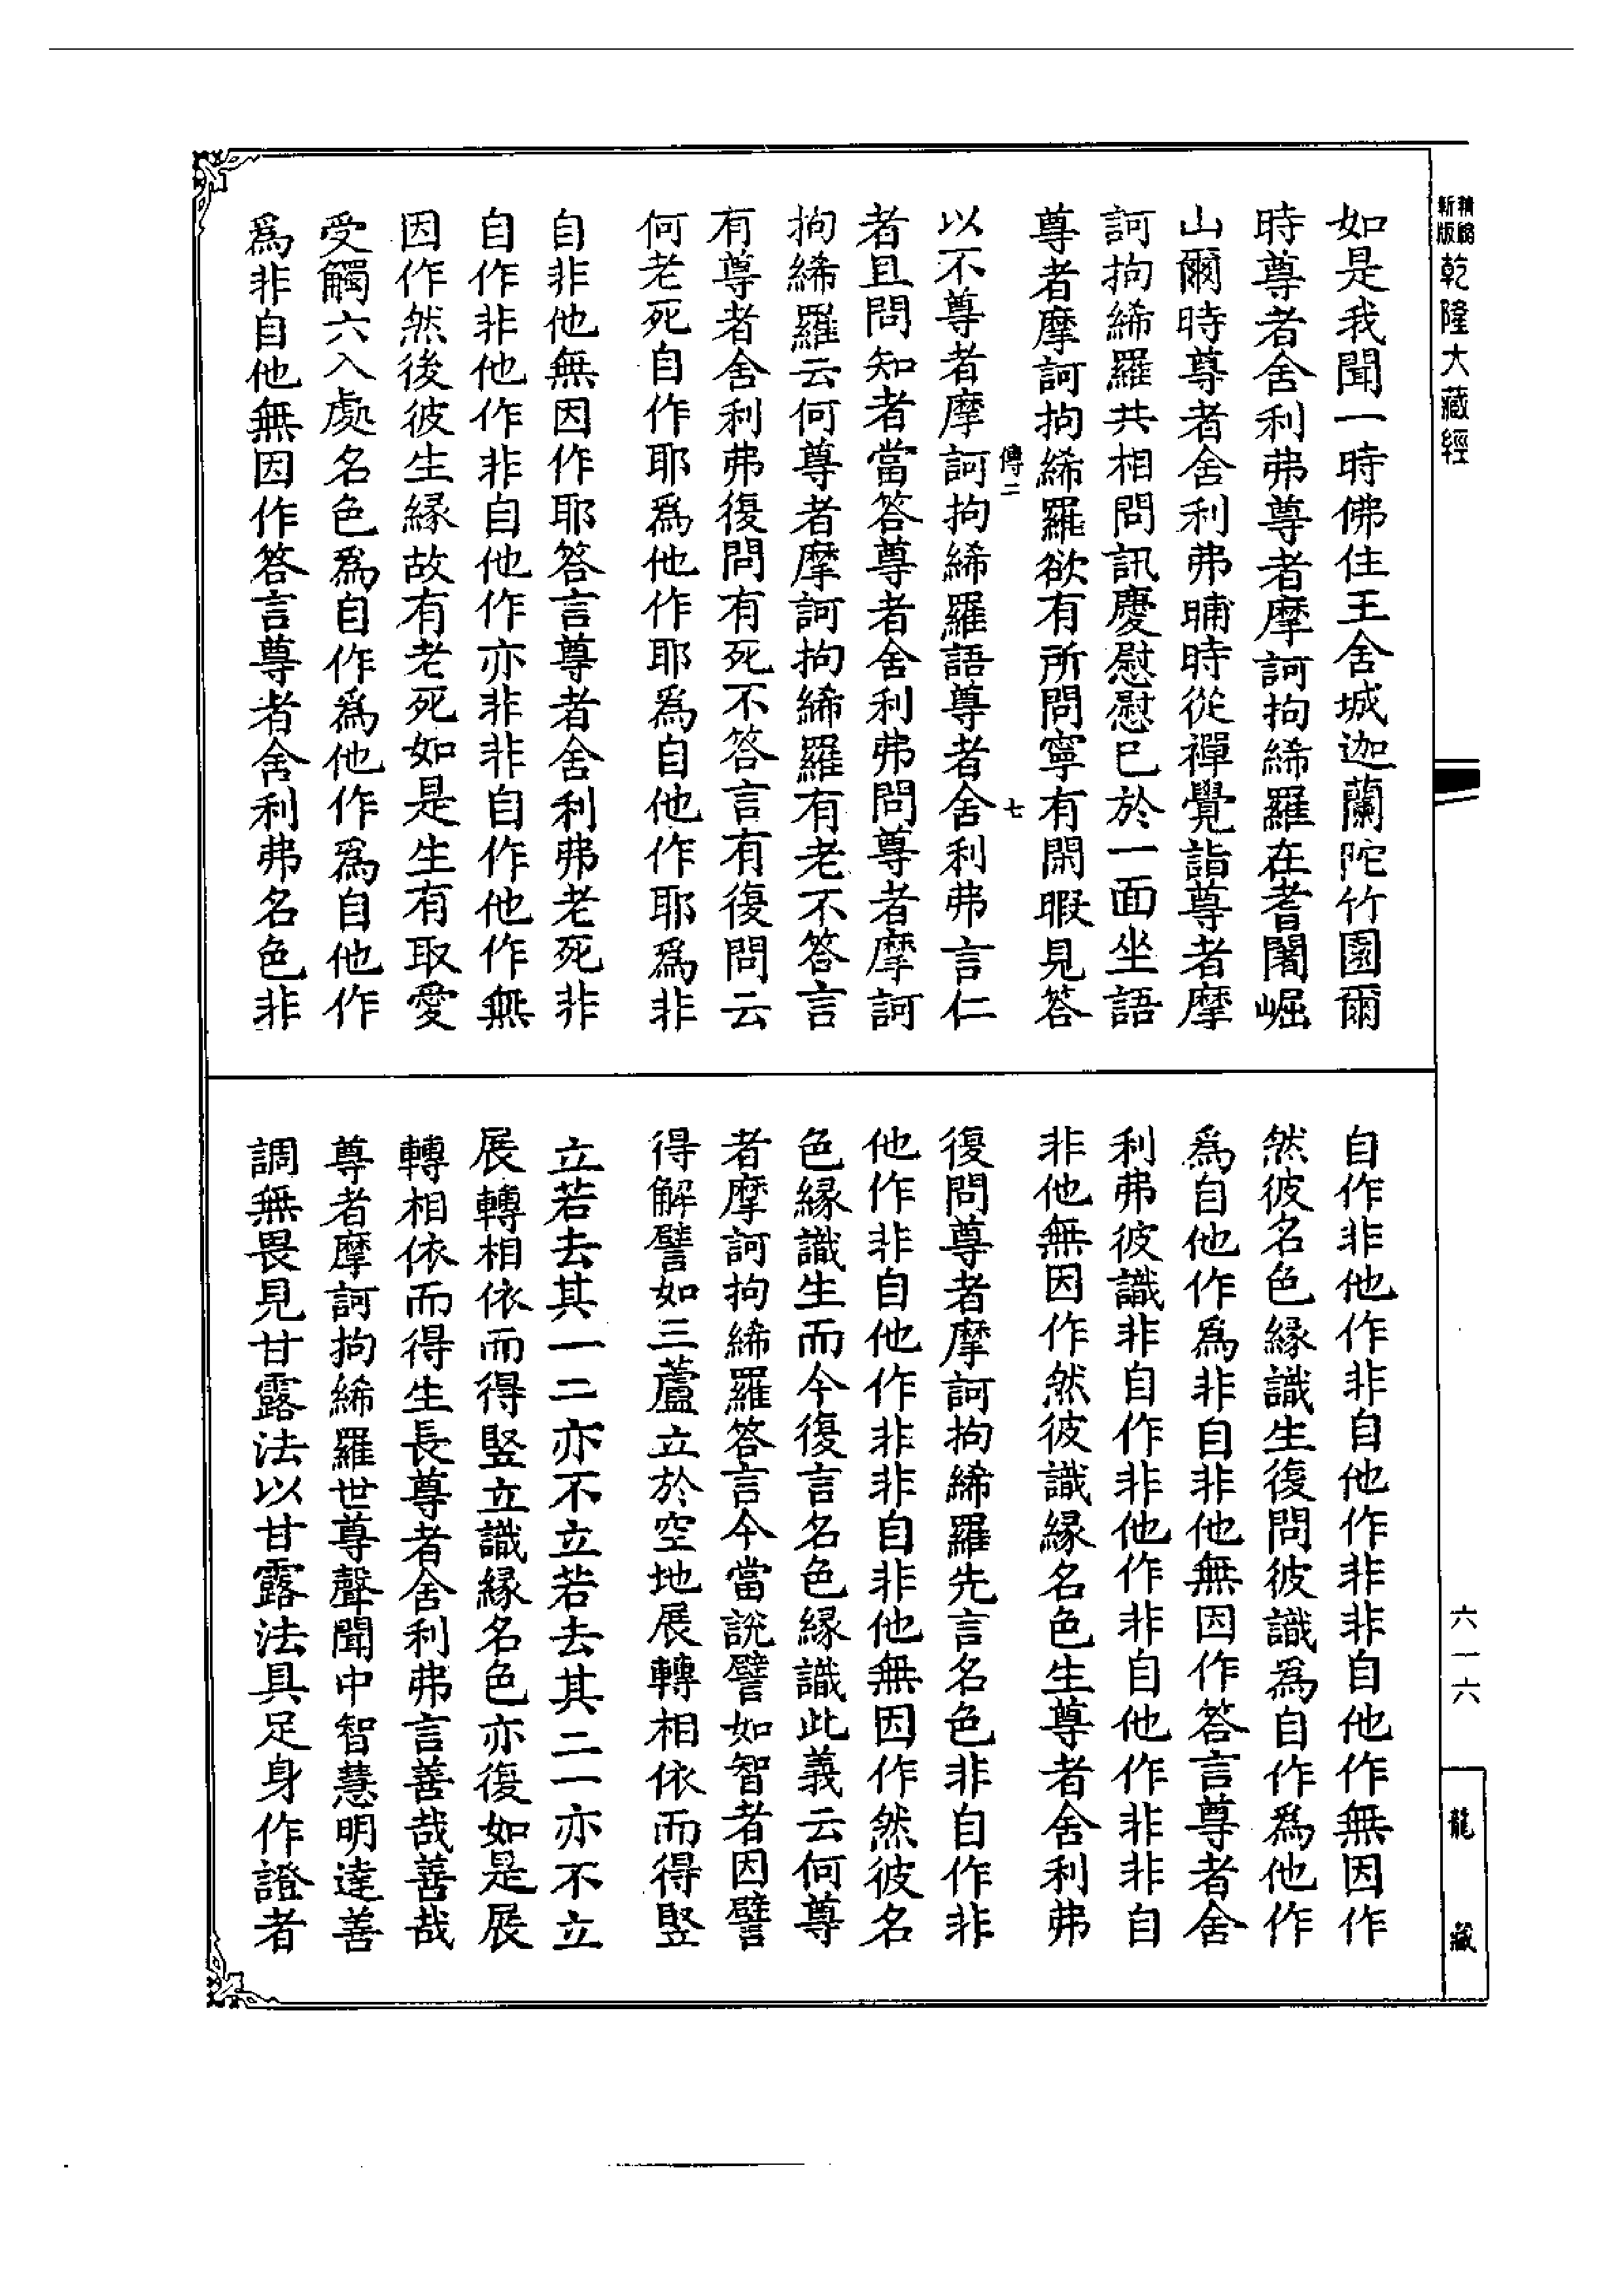 精縮新版乾隆大藏經
如是我聞一時佛住王舍城迦蘭陀竹園爾
時尊者舍利弗尊者摩訶拘絺羅在耆闍崛
山爾時尊者舍利弗晡時從禪覺詣尊者摩
訶拘絺羅共相問訊慶慰慰已於一面坐語
尊者摩訶拘絺羅欲有所問寧有閑暇見答
傳二 七
以不尊者摩訶拘絺羅語尊者舍利弗言仁
者且問知者當答尊者舍利弗問尊者摩訶
拘絺羅云何尊者摩訶拘絺羅有老不答言
有尊者舍利弗復問有死不答言有復問云
何老死自作耶爲他作耶爲自他作耶爲非
自非他無因作耶答言尊者舍利弗老死非
自作非他作非自他作亦非非自作他作無
因作然後彼生緣故有老死如是生有取愛
受觸六入處名色爲自作爲他作爲自他作
爲非自他無因作答言尊者舍利弗名色非
自作非他作非自他作非非自他作無因作
然彼名色緣識生復問彼識爲自作爲他作
爲自他作爲非自非他無因作答言尊者舍
利弗彼識非自作非他作非自他作非非自
非他無因作然彼識緣名色生尊者舍利弗
復問尊者摩訶拘絺羅先言名色非自作非
他作非自他作非非自非他無因作然彼名
色緣識生而今復言名色緣識此義云何尊
者摩訶拘絺羅答言今當說譬如智者因譬
得解譬如三蘆立於空地展轉相依而得竪
立若去其一二亦不立若去其二一亦不立
展轉相依而得竪立識緣名色亦復如是展
轉相依而得生長尊者舍利弗言善哉善哉
尊者摩訶拘絺羅世尊聲聞中智慧明達善
調無畏見甘露法以甘露法具足身作證者
六一六
龍藏